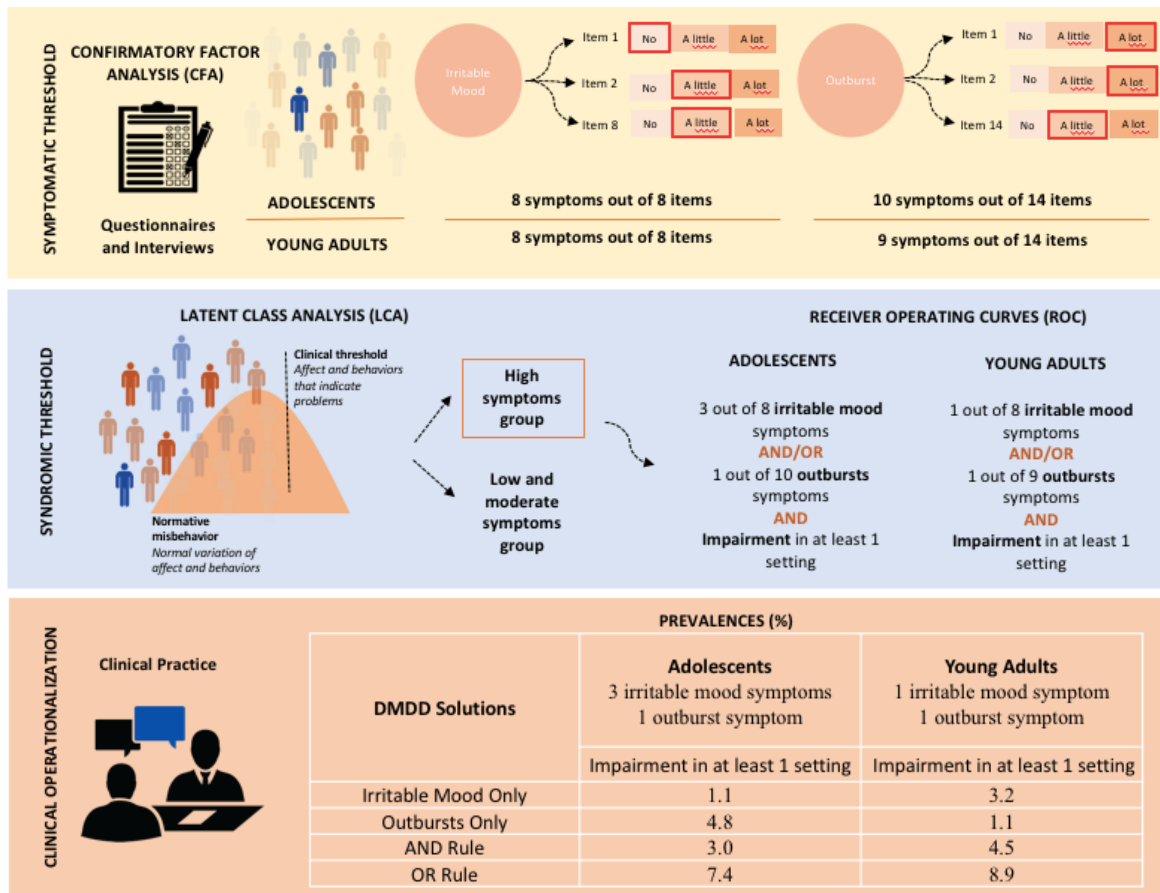 SYMPTOMATIC THRESHOLD
CONFIRMATORY FACTOR
ANALYSIS (CFA)
Questionnaires
and Interviews
ADOLESCENTS
YOUNG ADULTS
Irritable
Mood
Item 1
No
A little
A lot
Item 2
No
A little
A lot
Item 8
No
A little
A lot
8 symptoms out of 8 items
8 symptoms out of 8 items
Outburst
Item 1
No
A little
A lot
Item 2
No
A little
A lot
Item 14
No
A little
A lot
10 symptoms out of 14 items
9 symptoms out of 14 items
SYNDROMIC THRESHOLD
LATENT CLASS ANALYSIS (LCA)
Clinical threshold
Affect and behaviors
that indicate
problems
Normative
misbehavior
Normal variation of
affect and behaviors
High
symptoms
group
Low and
moderate
symptoms
group
RECEIVER OPERATING CURVES (ROC)
ADOLESCENTS
3 out of 8 irritable mood
symptoms
AND/OR
1 out of 10 outbursts
symptoms
AND
Impairment in at least 1
setting
YOUNG ADULTS
1 out of 8 irritable mood
symptoms
AND/OR
1 out of 9 outbursts
symptoms
AND
Impairment in at least 1
setting
CLINICAL OPERATIONALIZATION
Clinical Practice
PREVALENCES (%)
DMDD Solutions
Adolescents
3 irritable mood symptoms
1 outburst symptom
Young Adults
1 irritable mood symptom
1 outburst symptom
Impairment in at least 1 setting
Impairment in at least 1 setting
Irritable Mood Only 1.1 3.2
Outbursts Only 4.8 1.1
AND Rule 3.0 4.5
OR Rule 7.4 8.9